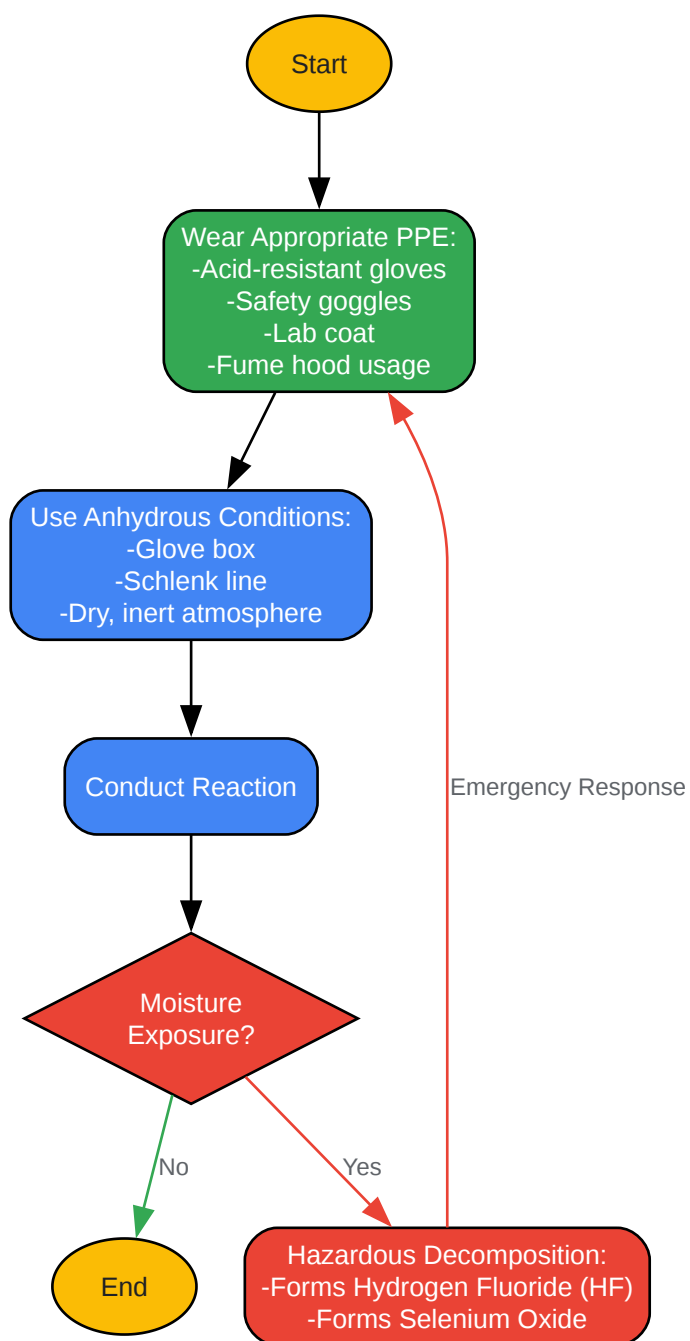 Start
Wear Appropriate PPE:
-Acid-resistant gloves
-Safety goggles
-Lab coat
-Fume hood usage
Use Anhydrous Conditions:
-Glove box
-Schlenk line
-Dry, inert atmosphere
Conduct Reaction
Emergency Response
Moisture
Exposure?
No
Yes
End
Hazardous Decomposition:
-Forms Hydrogen Fluoride (HF)
-Forms Selenium Oxide